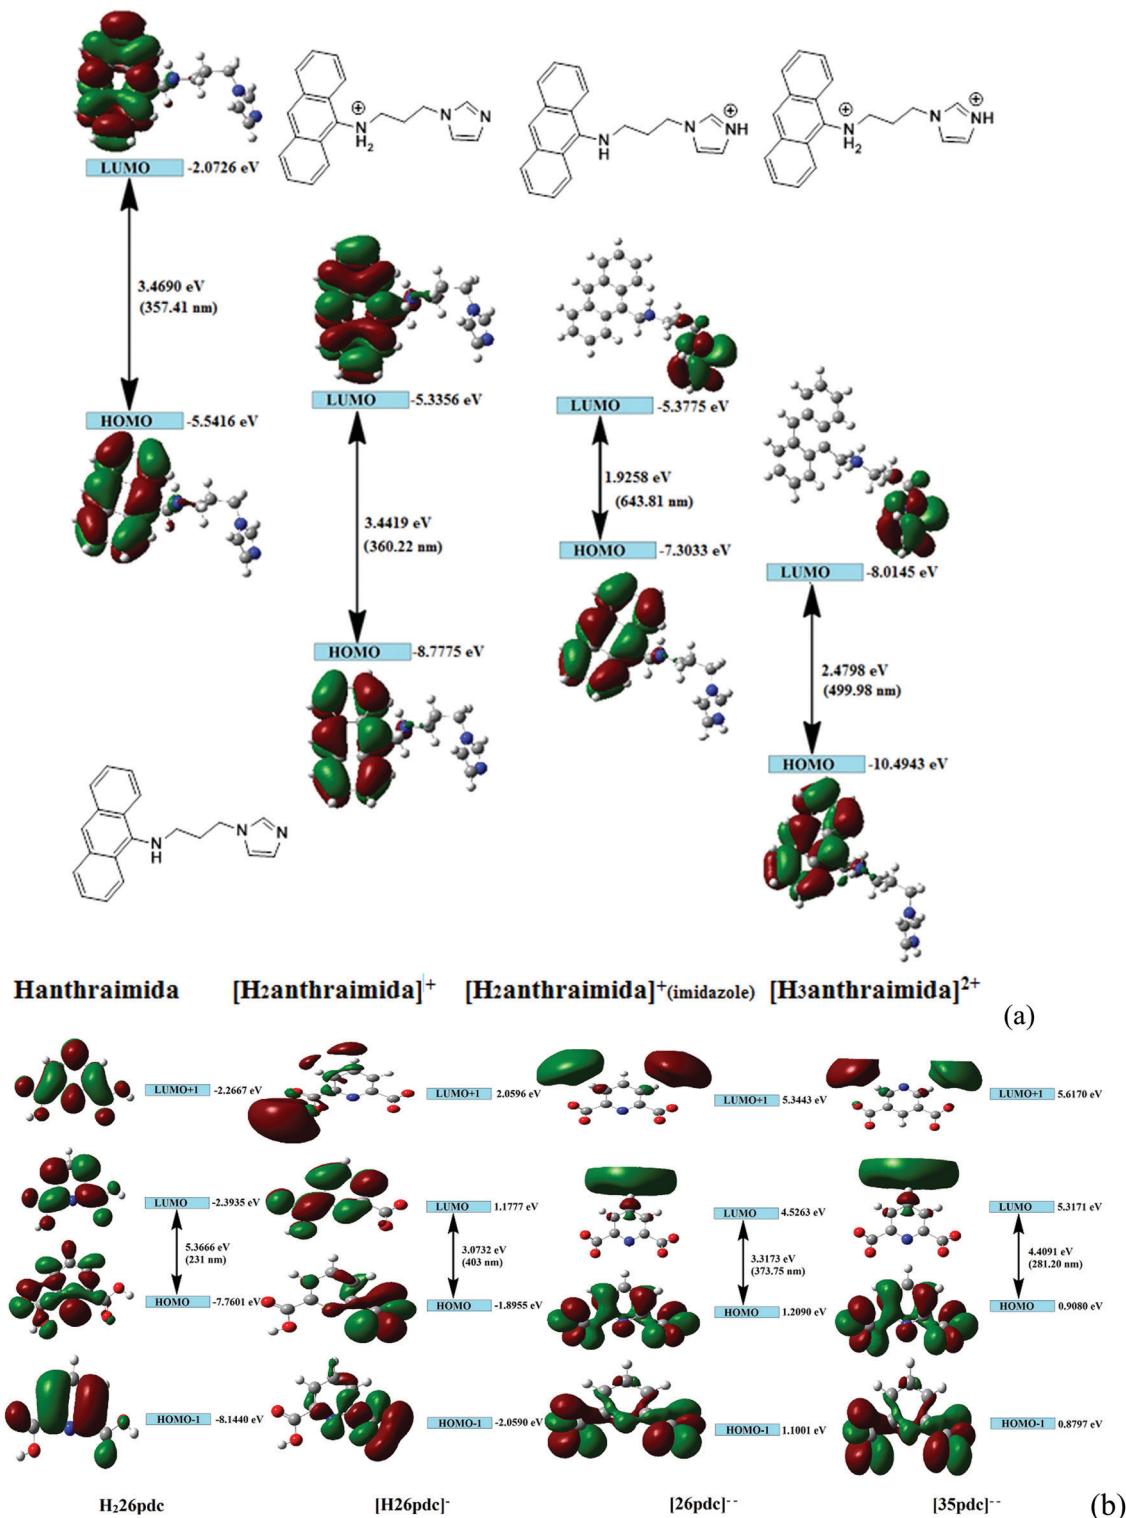 LUMO -2.0726 eV
3.4690 eV
(357.41 nm)
HOMO -5.5416 eV
N
H
N
N
Hanthraimida
⊕
N
H2
N
N
LUMO -5.3356 eV
3.4419 eV
(360.22 nm)
HOMO -8.7775 eV
[H2anthraimida]+
N
H
N
⊕
NH
LUMO -5.3775 eV
1.9258 eV
(643.81 nm)
HOMO -7.3033 eV
[H2anthraimida]+(imidazole)
⊕
N
H2
N
⊕
NH
LUMO -8.0145 eV
2.4798 eV
(499.98 nm)
HOMO -10.4943 eV
[H3anthraimida]2+
(a)
LUMO+1 -2.2667 eV
LUMO -2.3935 eV
5.3666 eV
(231 nm)
HOMO -7.7601 eV
HOMO-1 -8.1440 eV
H226pdc
LUMO+1 2.0596 eV
LUMO 1.1777 eV
3.0732 eV
(403 nm)
HOMO -1.8955 eV
HOMO-1 -2.0590 eV
[H26pdc]-
LUMO+1 5.3443 eV
LUMO 4.5263 eV
3.3173 eV
(373.75 nm)
HOMO 1.2090 eV
HOMO-1 1.1001 eV
[26pdc]--
LUMO+1 5.6170 eV
LUMO 5.3171 eV
4.4091 eV
(281.20 nm)
HOMO 0.9080 eV
HOMO-1 0.8797 eV
[35pdc]--
(b)